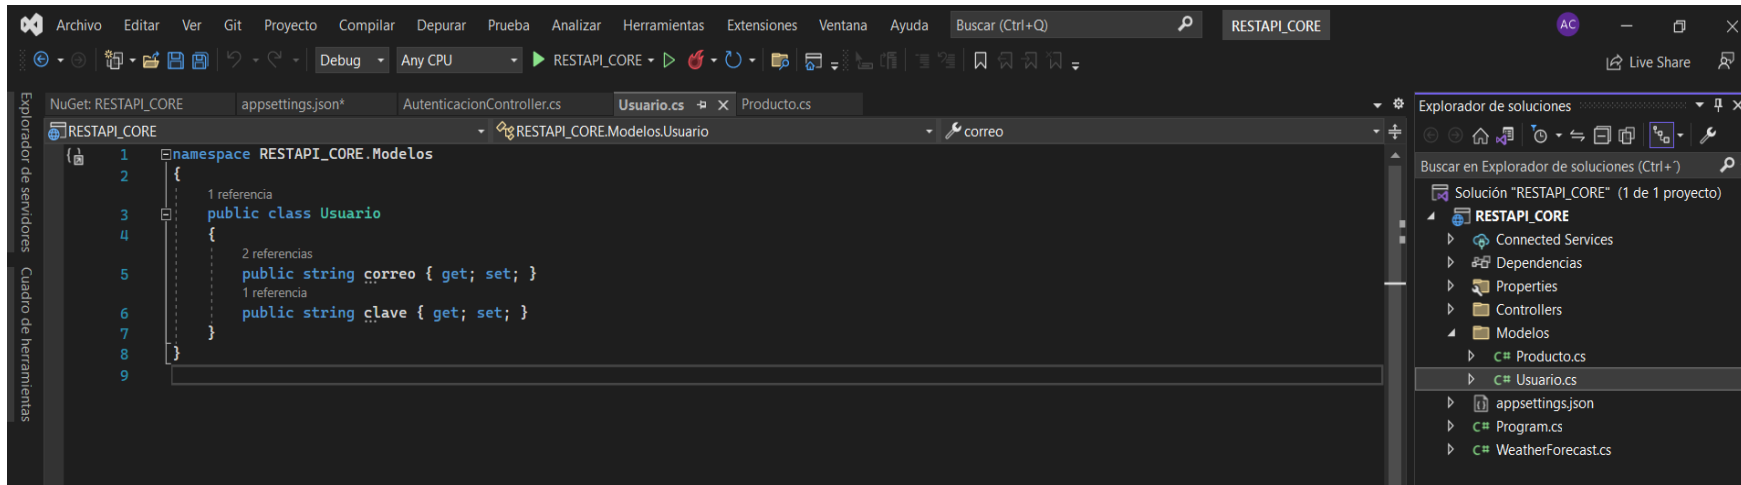 Archivo Editar Ver Git Proyecto Compilar Depurar Prueba Analizar Herramientas Extensiones Ventana Ayuda Buscar (Ctrl+Q) RESTAPI_CORE AC
Debug Any CPU RESTAPI_CORE Live Share
Explorador de servidores
Cuadro de herramientas
NuGet: RESTAPI_CORE appsettings.json* AutenticacionController.cs Usuario.cs Producto.cs
RESTAPI_CORE RESTAPI_CORE.Modelos.Usuario correo
1 namespace RESTAPI_CORE.Modelos
2 {
1 referencia
3 public class Usuario
4 {
2 referencias
5 public string correo { get; set; }
1 referencia
6 public string clave { get; set; }
7 }
8 }
9
Explorador de soluciones
Buscar en Explorador de soluciones (Ctrl+´)
Solución "RESTAPI_CORE" (1 de 1 proyecto)
RESTAPI_CORE
Connected Services
Dependencias
Properties
Controllers
Modelos
C# Producto.cs
C# Usuario.cs
appsettings.json
C# Program.cs
C# WeatherForecast.cs